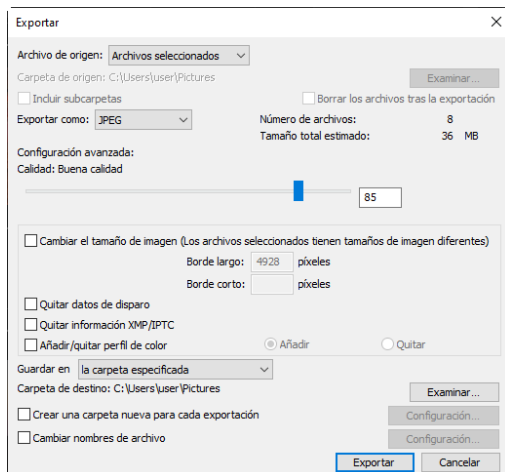 Exportar
Archivo de origen: Archivos seleccionados
Carpeta de origen: C:\Users\user\Pictures Examinar...
Incluir subcarpetas Borrar los archivos tras la exportación
Exportar como: JPEG Número de archivos: 8
Tamaño total estimado: 36 MB
Configuración avanzada:
Calidad: Buena calidad
85
Cambiar el tamaño de imagen (Los archivos seleccionados tienen tamaños de imagen diferentes)
Borde largo: 4928 píxeles
Borde corto: píxeles
Quitar datos de disparo
Quitar información XMP/IPTC
Añadir/quitar perfil de color Añadir Quitar
Guardar en la carpeta especificada
Carpeta de destino: C:\Users\user\Pictures Examinar...
Crear una carpeta nueva para cada exportación Configuración...
Cambiar nombres de archivo Configuración...
Exportar Cancelar